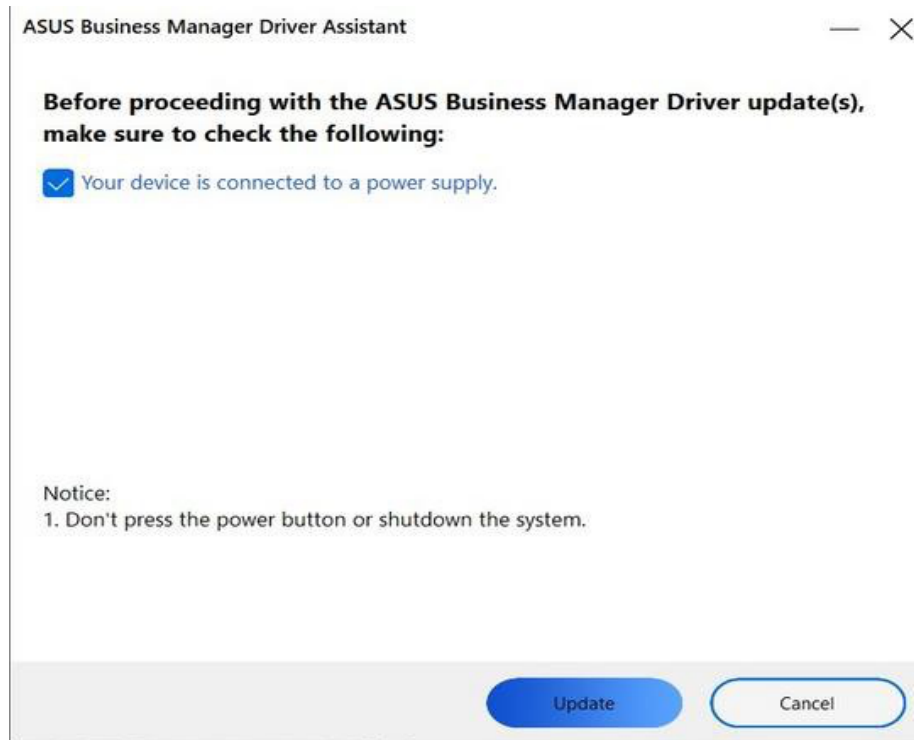 ASUS Business Manager Driver Assistant
Before proceeding with the ASUS Business Manager Driver update(s),
make sure to check the following:
Your device is connected to a power supply.
Notice:
1. Don't press the power button or shutdown the system.
Update
Cancel